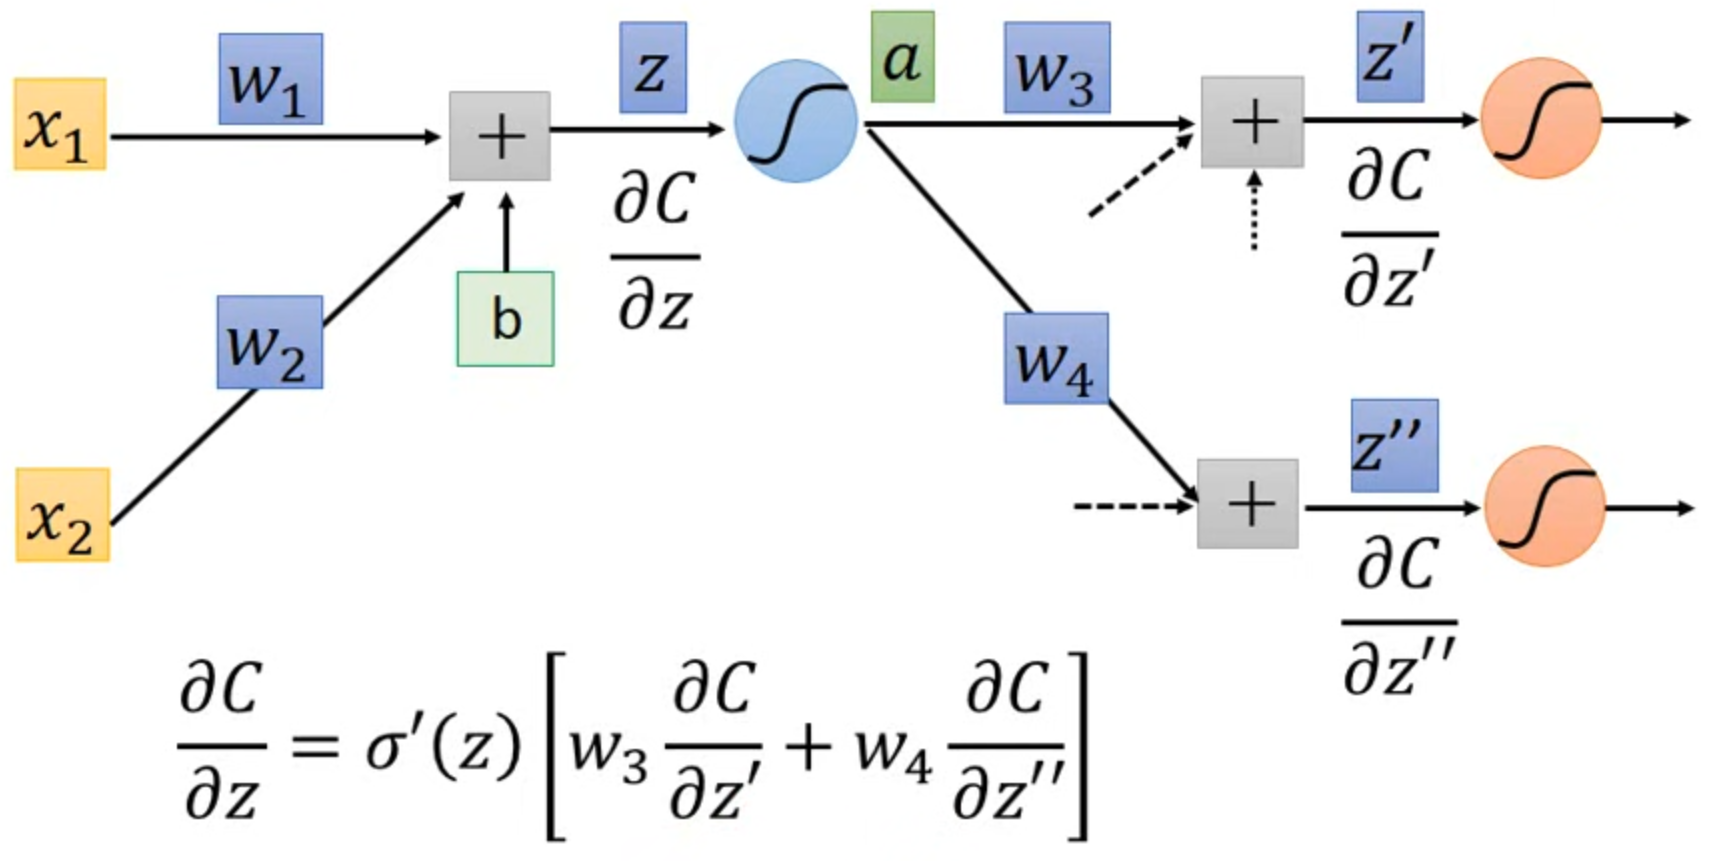 x₁ w₁ + z a w₃ + z′
∂C/∂z ∂C/∂z′
w₂ b w₄
x₂ + z′′
∂C/∂z′′
∂C/∂z = σ′(z) [w₃ ∂C/∂z′ + w₄ ∂C/∂z′′]